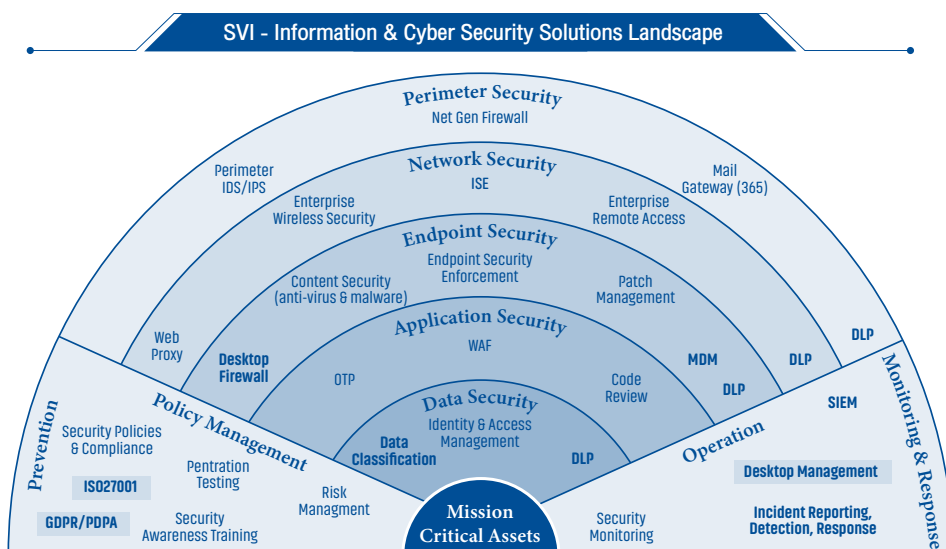 SVI - Information & Cyber Security Solutions Landscape
Perimeter Security
Net Gen Firewall
Perimeter
IDS/IPS
Mail
Gateway (365)
Network Security
ISE
Enterprise
Wireless Security
Enterprise
Remote Access
Endpoint Security
Endpoint Security
Enforcement
Content Security
(anti-virus & malware)
Patch
Management
Application Security
WAF
Web
Proxy
Desktop
Firewall
OTP
Code
Review
MDM
DLP
DLP
DLP
Data Security
Identity & Access
Management
Data
Classification
DLP
Prevention
Policy Management
Security Policies
& Compliance
ISO27001
GDPR/PDPA
Pentration
Testing
Security
Awareness Training
Risk
Managment
Mission
Critical Assets
Operation
Monitoring & Response
SIEM
Desktop Management
Security
Monitoring
Incident Reporting,
Detection, Response